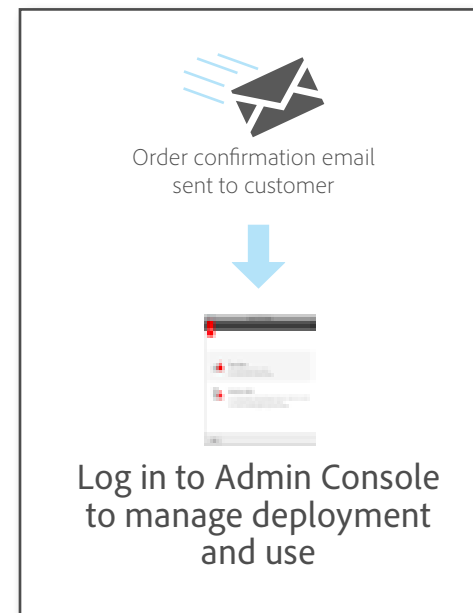 Order confirmation email
sent to customer
Log in to Admin Console
to manage deployment
and use